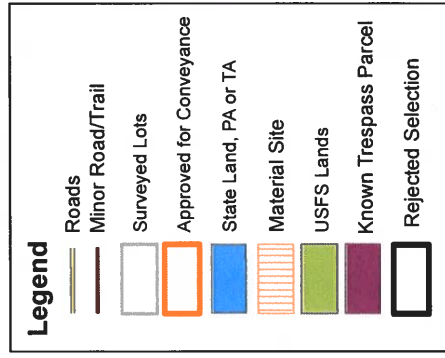 Legend
Roads
Minor Road/Trail
Surveyed Lots
Approved for Conveyance
State Land, PA or TA
Material Site
USFS Lands
Known Trespass Parcel
Rejected Selection